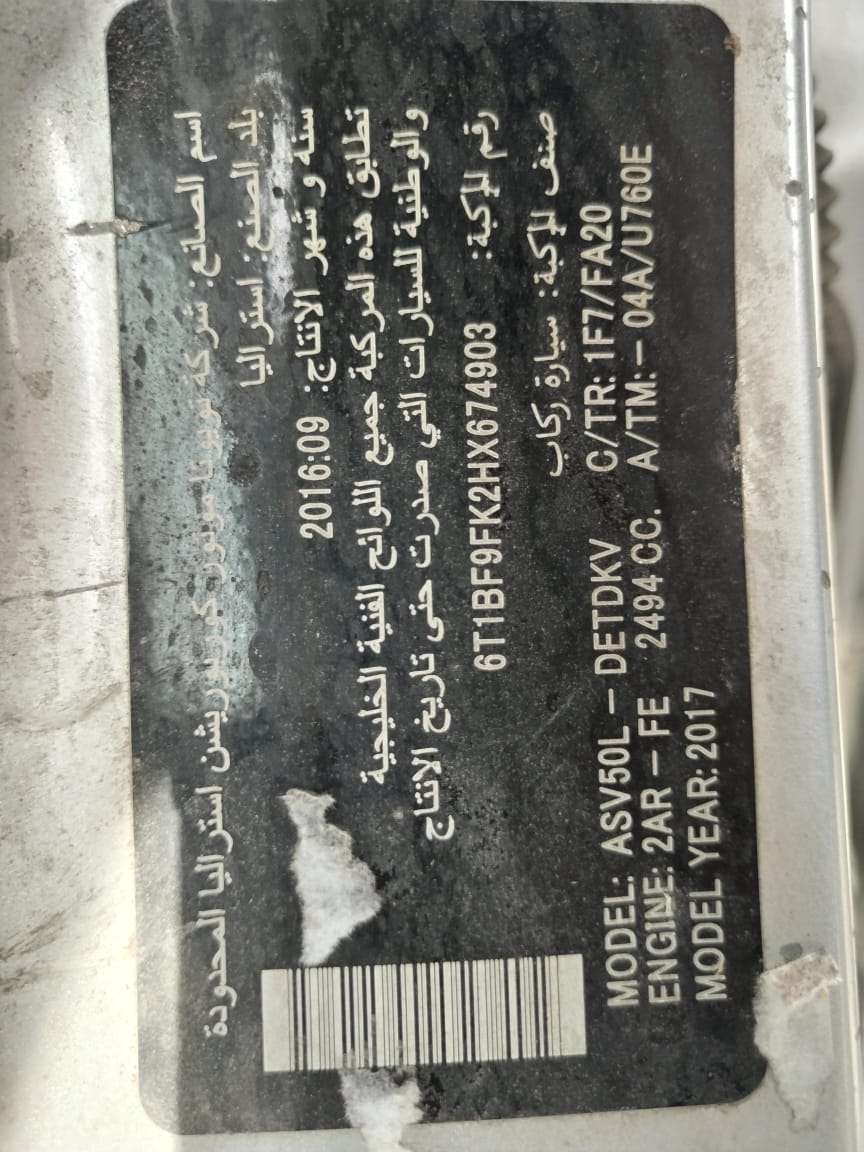 اسم الصانع: شركة تويوتا موتور كوربوريشن استراليا المحدودة
بلد الصنع: استراليا
سنة و شهر الانتاج: 2016:09
تطابق هذه المركبة جميع اللوائح الفنية الخليجية
والوطنية للسيارات التي صدرت حتى تاريخ الانتاج
رقم المركبة: 6T1BF9FK2HX674903
صنف المركبة: سيارة ركاب
MODEL: ASV50L – DETDKV C/TR: 1F7/FA20
ENGINE: 2AR – FE 2494 CC. A/TM: – 04A/U760E
MODEL YEAR: 2017